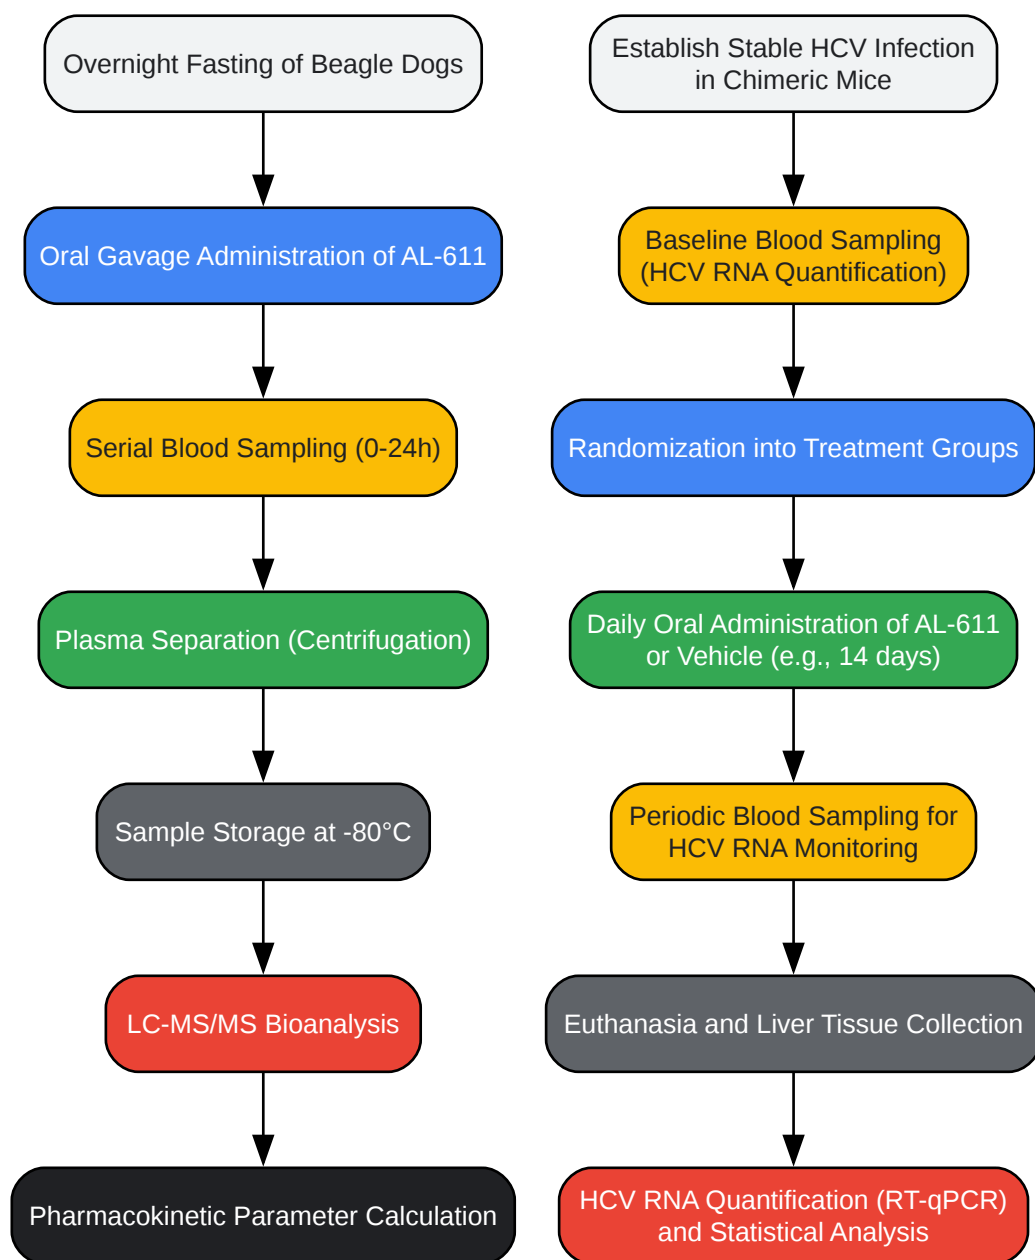 Overnight Fasting of Beagle Dogs
Oral Gavage Administration of AL-611
Serial Blood Sampling (0-24h)
Plasma Separation (Centrifugation)
Sample Storage at -80°C
LC-MS/MS Bioanalysis
Pharmacokinetic Parameter Calculation
Establish Stable HCV Infection
in Chimeric Mice
Baseline Blood Sampling
(HCV RNA Quantification)
Randomization into Treatment Groups
Daily Oral Administration of AL-611
or Vehicle (e.g., 14 days)
Periodic Blood Sampling for
HCV RNA Monitoring
Euthanasia and Liver Tissue Collection
HCV RNA Quantification (RT-qPCR)
and Statistical Analysis